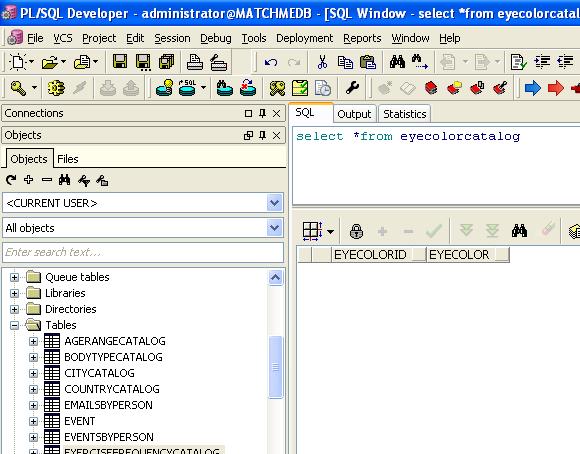 PL/SQL Developer - administrator@MATCHMEDB - [SQL Window - select *from eyecolorcatal
File VCS Project Edit Session Debug Tools Deployment Reports Window Help
SQL
Connections
Objects
Objects Files
<CURRENT USER>
All objects
Enter search text...
Queue tables
Libraries
Directories
Tables
AGERANGECATALOG
BODYTYPECATALOG
CITYCATALOG
COUNTRYCATALOG
EMAILSBYPERSON
EVENT
EVENTSBYPERSON
EXERCISEFREQUENCYCATALOG
SQL Output Statistics
select *from eyecolorcatalog
EYECOLORID EYECOLOR